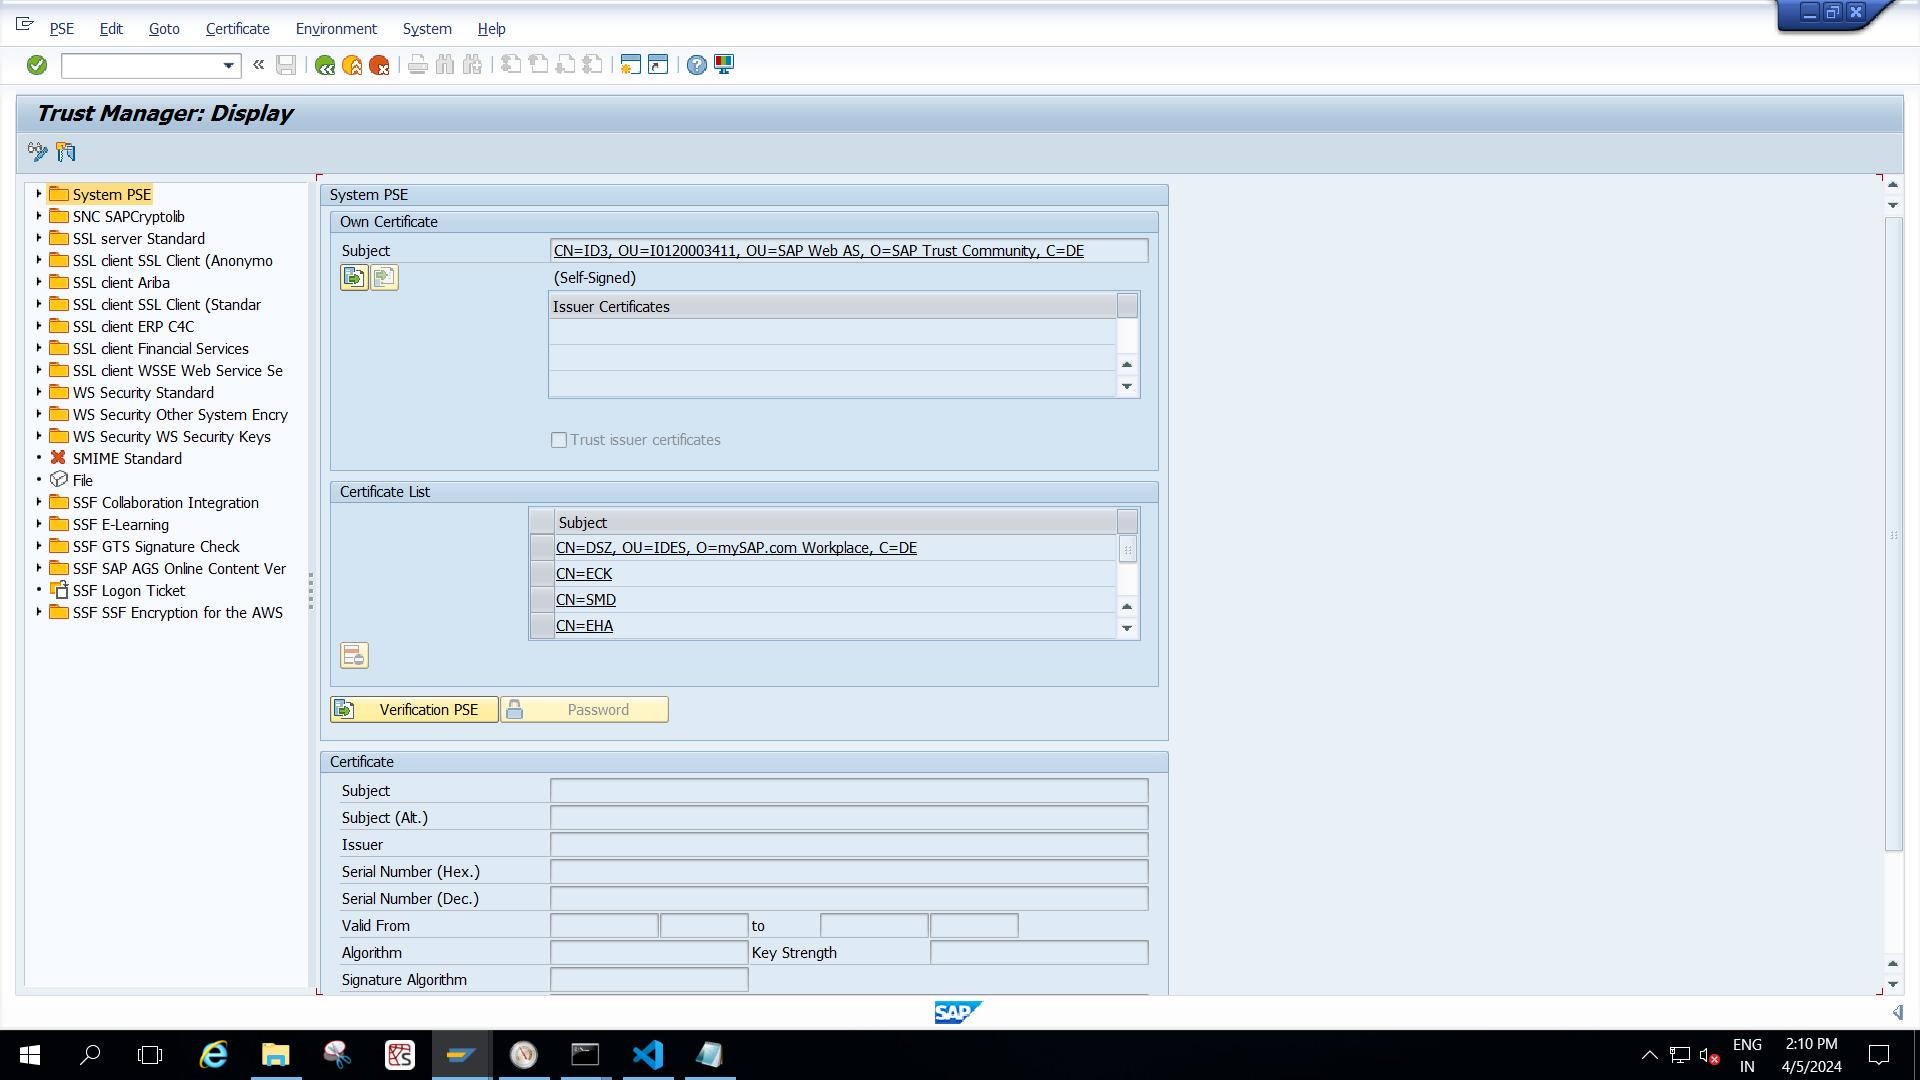 PSE Edit Goto Certificate Environment System Help
Trust Manager: Display
System PSE
SNC SAPCryptolib
SSL server Standard
SSL client SSL Client (Anonymo
SSL client Ariba
SSL client SSL Client (Standar
SSL client ERP C4C
SSL client Financial Services
SSL client WSSE Web Service Se
WS Security Standard
WS Security Other System Encry
WS Security WS Security Keys
SMIME Standard
File
SSF Collaboration Integration
SSF E-Learning
SSF GTS Signature Check
SSF SAP AGS Online Content Ver
SSF Logon Ticket
SSF SSF Encryption for the AWS
System PSE
Own Certificate
Subject CN=ID3, OU=I0120003411, OU=SAP Web AS, O=SAP Trust Community, C=DE
(Self-Signed)
Issuer Certificates
Trust issuer certificates
Certificate List
Subject
CN=DSZ, OU=IDES, O=mySAP.com Workplace, C=DE
CN=ECK
CN=SMD
CN=EHA
Verification PSE Password
Certificate
Subject
Subject (Alt.)
Issuer
Serial Number (Hex.)
Serial Number (Dec.)
Valid From to
Algorithm Key Strength
Signature Algorithm
SAP
ENG
IN
2:10 PM
4/5/2024